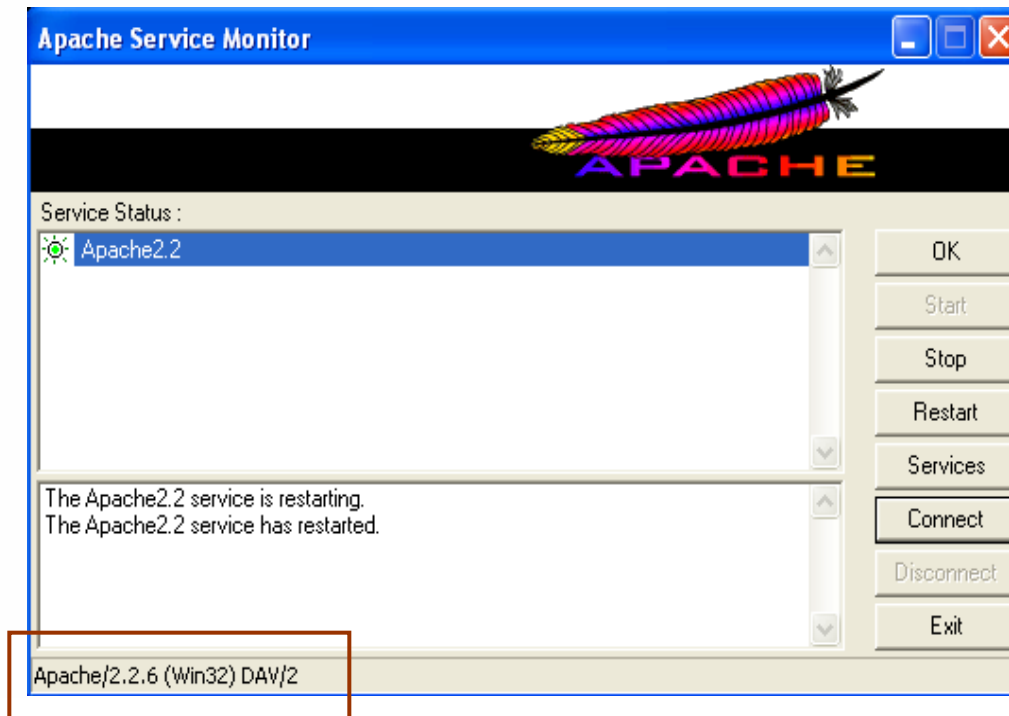 Apache Service Monitor
APACHE
Service Status :
Apache2.2
OK
Start
Stop
Restart
Services
Connect
Disconnect
Exit
The Apache2.2 service is restarting.
The Apache2.2 service has restarted.
Apache/2.2.6 (Win32) DAV/2